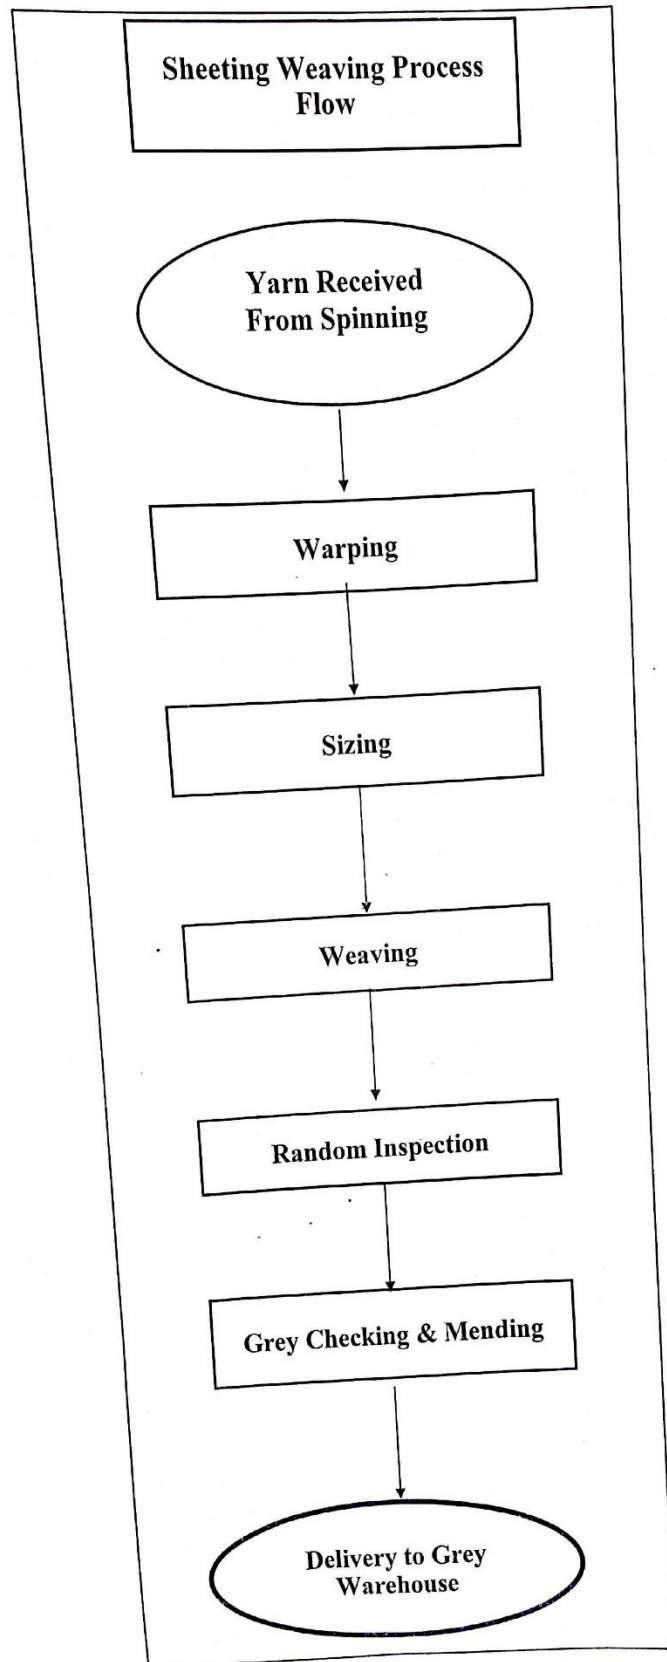 Sheeting Weaving Process
Flow
Yarn Received
From Spinning
Warping
Sizing
Weaving
Random Inspection
Grey Checking & Mending
Delivery to Grey
Warehouse